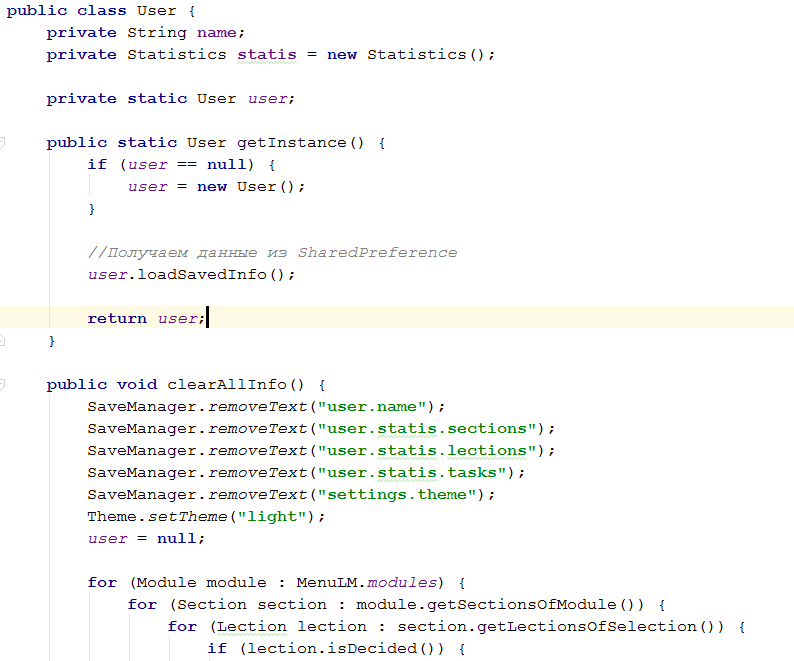 public class User {
    private String name;
    private Statistics statis = new Statistics();

    private static User user;

    public static User getInstance() {
        if (user == null) {
            user = new User();
        }

        //Получаем данные из SharedPreference
        user.loadSavedInfo();

        return user;
    }

    public void clearAllInfo() {
        SaveManager.removeText("user.name");
        SaveManager.removeText("user.statis.sections");
        SaveManager.removeText("user.statis.lections");
        SaveManager.removeText("user.statis.tasks");
        SaveManager.removeText("settings.theme");
        Theme.setTheme("light");
        user = null;

        for (Module module : MenuLM.modules) {
            for (Section section : module.getSectionsOfModule()) {
                for (Lection lection : section.getLectionsOfSelection()) {
                    if (lection.isDecided()) {